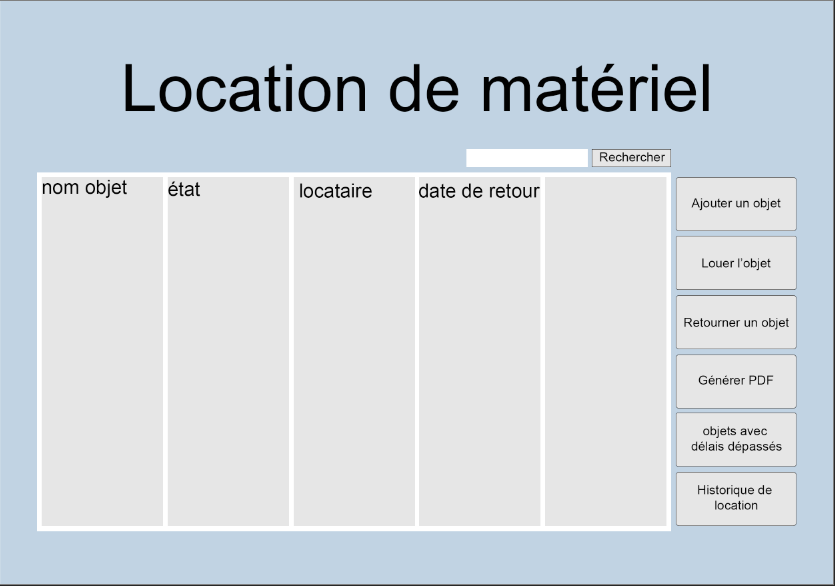 Location de matériel
Rechercher
nom objet
état
locataire
date de retour
Ajouter un objet
Louer l'objet
Retourner un objet
Générer PDF
objets avec
délais dépassés
Historique de
location